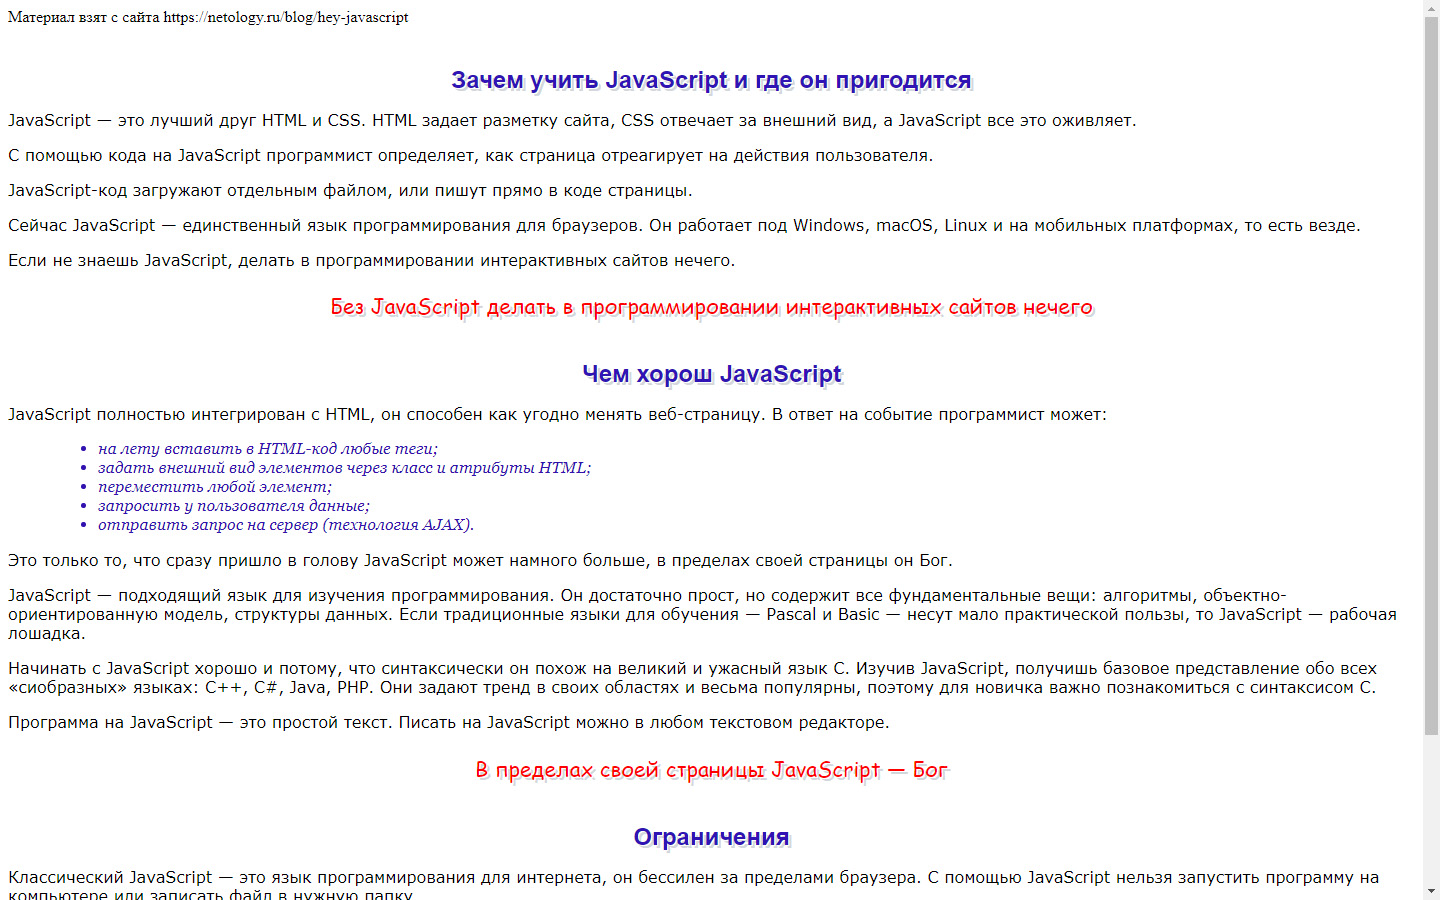 Материал взят с сайта https://netology.ru/blog/hey-javascript
Зачем учить JavaScript и где он пригодится
JavaScript — это лучший друг HTML и CSS. HTML задает разметку сайта, CSS отвечает за внешний вид, а JavaScript все это оживляет.
С помощью кода на JavaScript программист определяет, как страница отреагирует на действия пользователя.
JavaScript-код загружают отдельным файлом, или пишут прямо в коде страницы.
Сейчас JavaScript — единственный язык программирования для браузеров. Он работает под Windows, macOS, Linux и на мобильных платформах, то есть везде.
Если не знаешь JavaScript, делать в программировании интерактивных сайтов нечего.
Без JavaScript делать в программировании интерактивных сайтов нечего
Чем хорош JavaScript
JavaScript полностью интегрирован с HTML, он способен как угодно менять веб-страницу. В ответ на событие программист может:
• на лету вставить в HTML-код любые теги;
• задать внешний вид элементов через класс и атрибуты HTML;
• переместить любой элемент;
• запросить у пользователя данные;
• отправить запрос на сервер (технология AJAX).
Это только то, что сразу пришло в голову JavaScript может намного больше, в пределах своей страницы он Бог.
JavaScript — подходящий язык для изучения программирования. Он достаточно прост, но содержит все фундаментальные вещи: алгоритмы, объектно-
ориентированную модель, структуры данных. Если традиционные языки для обучения — Pascal и Basic — несут мало практической пользы, то JavaScript — рабочая
лошадка.
Начинать с JavaScript хорошо и потому, что синтаксически он похож на великий и ужасный язык C. Изучив JavaScript, получишь базовое представление обо всех
«сиобразных» языках: C++, C#, Java, PHP. Они задают тренд в своих областях и весьма популярны, поэтому для новичка важно познакомиться с синтаксисом C.
Программа на JavaScript — это простой текст. Писать на JavaScript можно в любом текстовом редакторе.
В пределах своей страницы JavaScript — Бог
Ограничения
Классический JavaScript — это язык программирования для интернета, он бессилен за пределами браузера. С помощью JavaScript нельзя запустить программу на
компьютере или записать файл в нужную папку